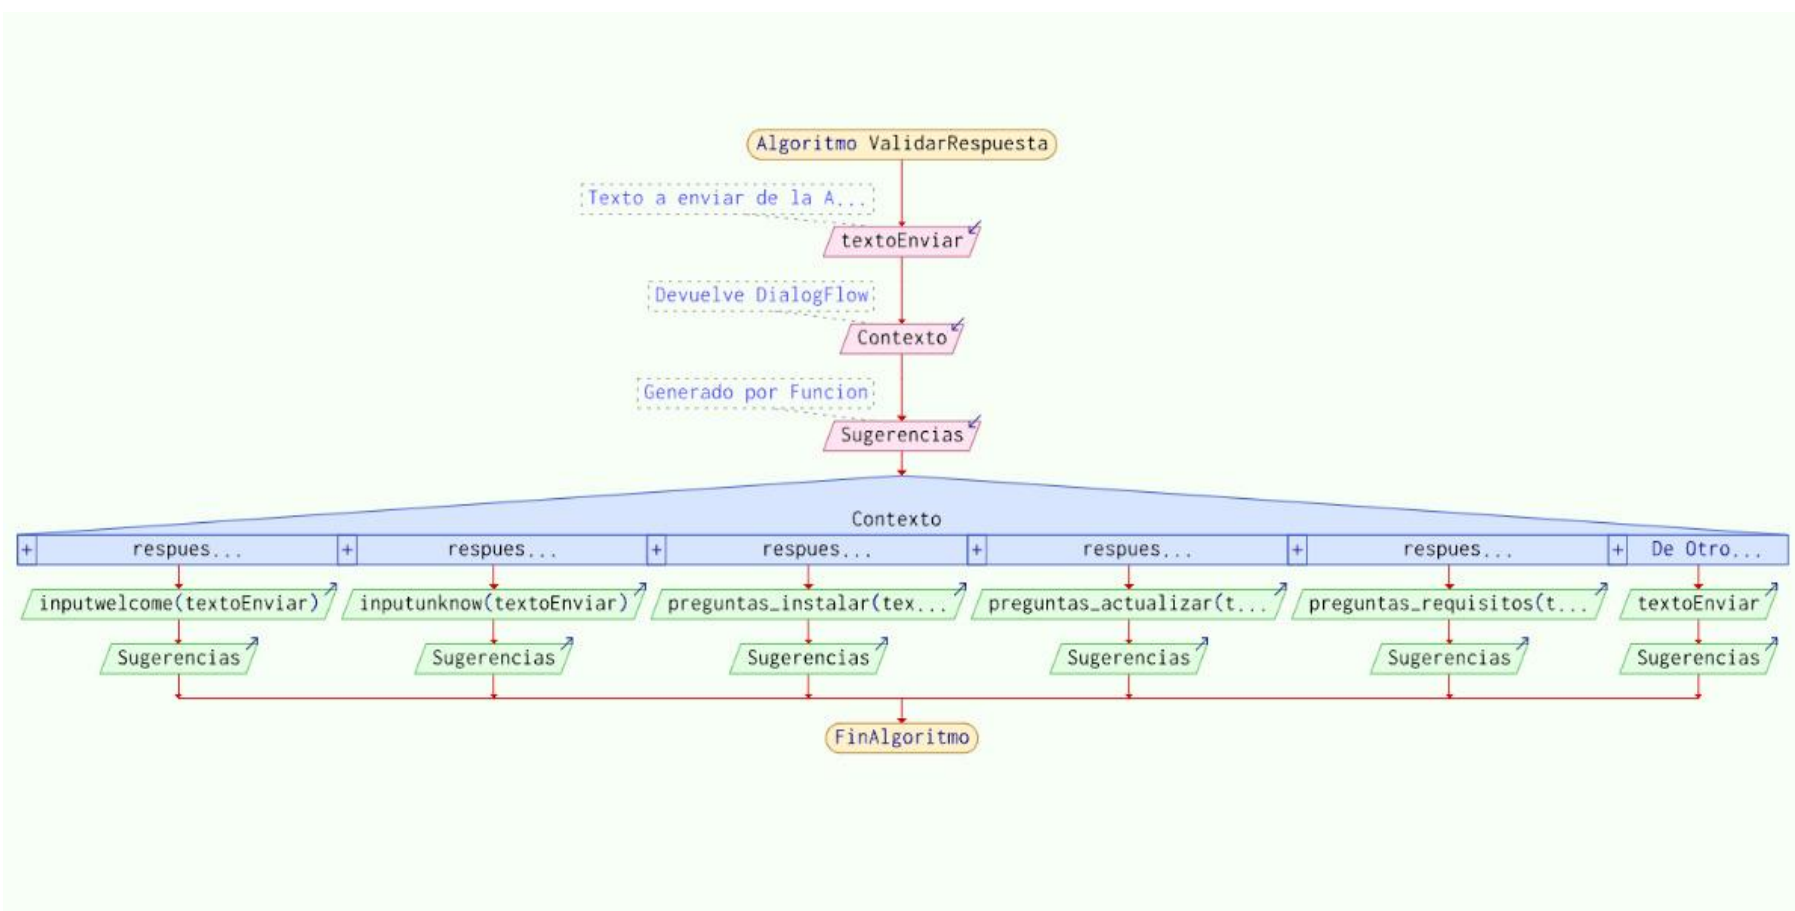 Algoritmo ValidarRespuesta
Texto a enviar de la A...
textoEnviar
Devuelve DialogFlow
Contexto
Generado por Funcion
Sugerencias
Contexto
+ respues... + respues... + respues... + respues... + respues... + De Otro...
inputwelcome(textoEnviar) inputunknow(textoEnviar) preguntas_instalar(tex... preguntas_actualizar(t... preguntas_requisitos(t... textoEnviar
Sugerencias Sugerencias Sugerencias Sugerencias Sugerencias Sugerencias
FinAlgoritmo